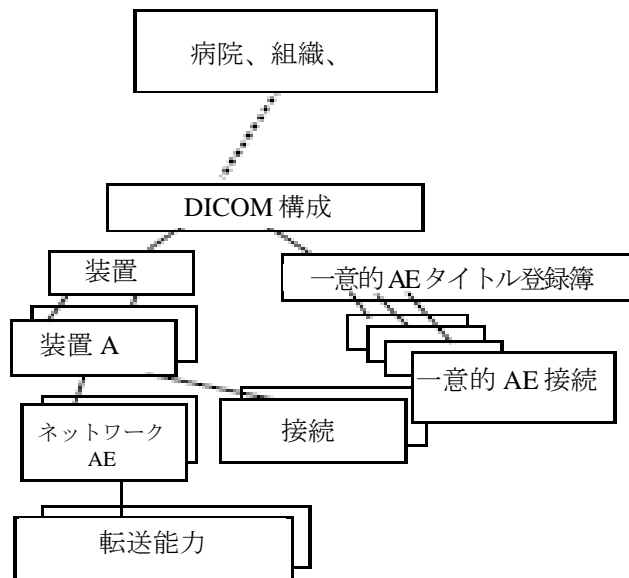 病院、組織、
DICOM 構成
装置
一意的 AE タイトル登録簿
装置 A
一意的 AE 接続
ネットワーク
AE
接続
転送能力